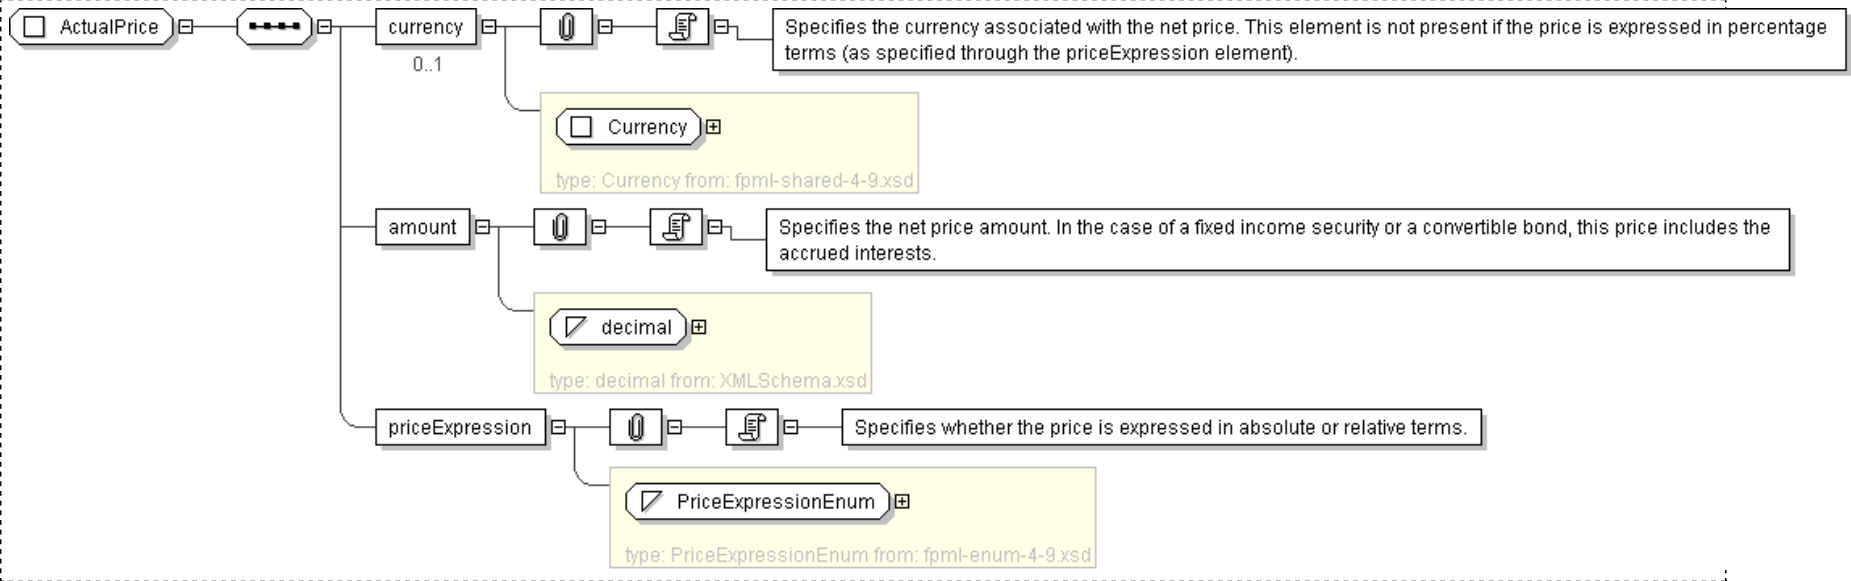 ActualPrice
currency
0..1
Specifies the currency associated with the net price. This element is not present if the price is expressed in percentage
terms (as specified through the priceExpression element).
Currency
type: Currency from: fpml-shared-4-9.xsd
amount
Specifies the net price amount. In the case of a fixed income security or a convertible bond, this price includes the
accrued interests.
decimal
type: decimal from: XMLSchema.xsd
priceExpression
Specifies whether the price is expressed in absolute or relative terms.
PriceExpressionEnum
type: PriceExpressionEnum from: fpml-enum-4-9.xsd